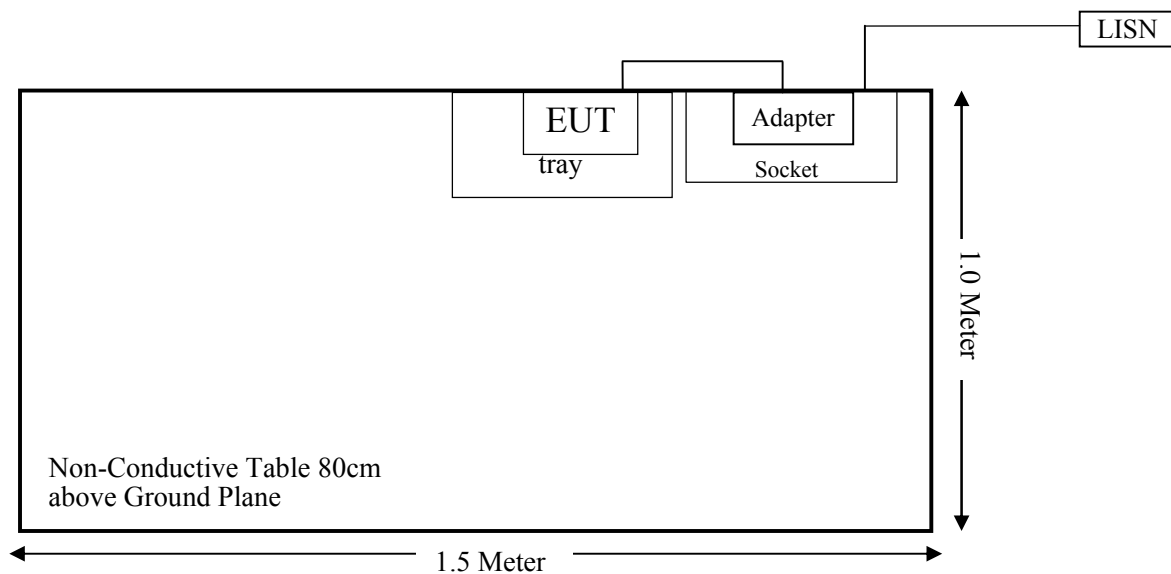 LISN
EUT
Adapter
tray
Socket
1.0 Meter
Non-Conductive Table 80cm
above Ground Plane
1.5 Meter